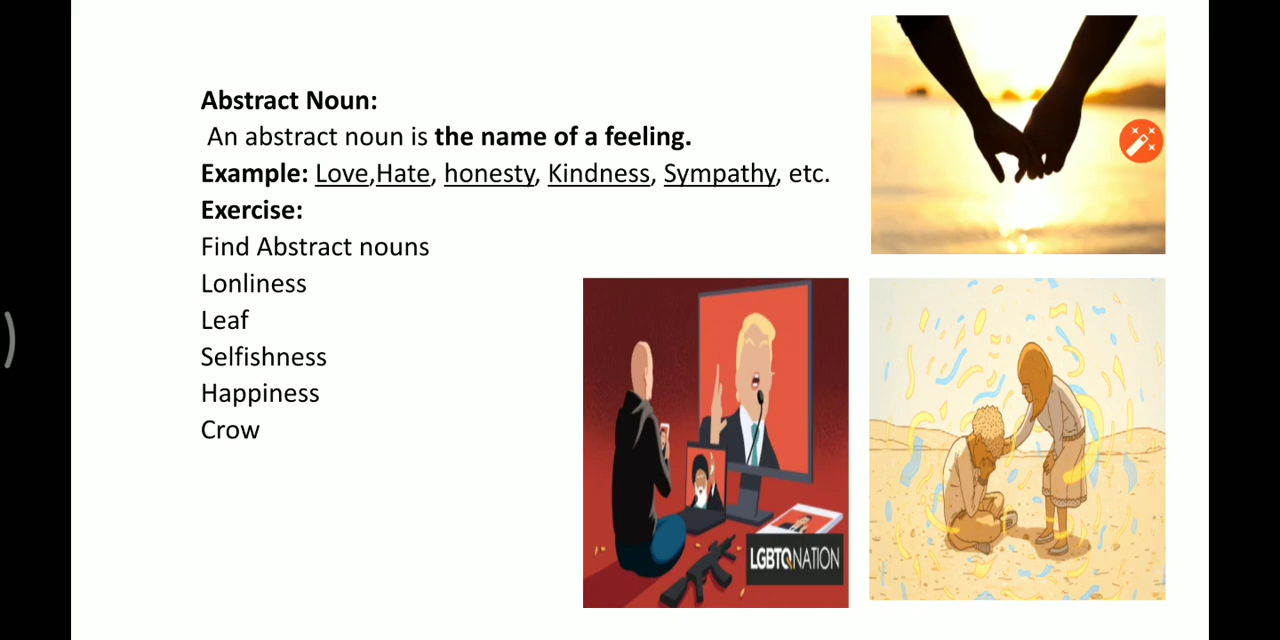 Abstract Noun:
An abstract noun is the name of a feeling.
Example: Love,Hate, honesty, Kindness, Sympathy, etc.
Exercise:
Find Abstract nouns
Lonliness
Leaf
Selfishness
Happiness
Crow
LGBTQNATION